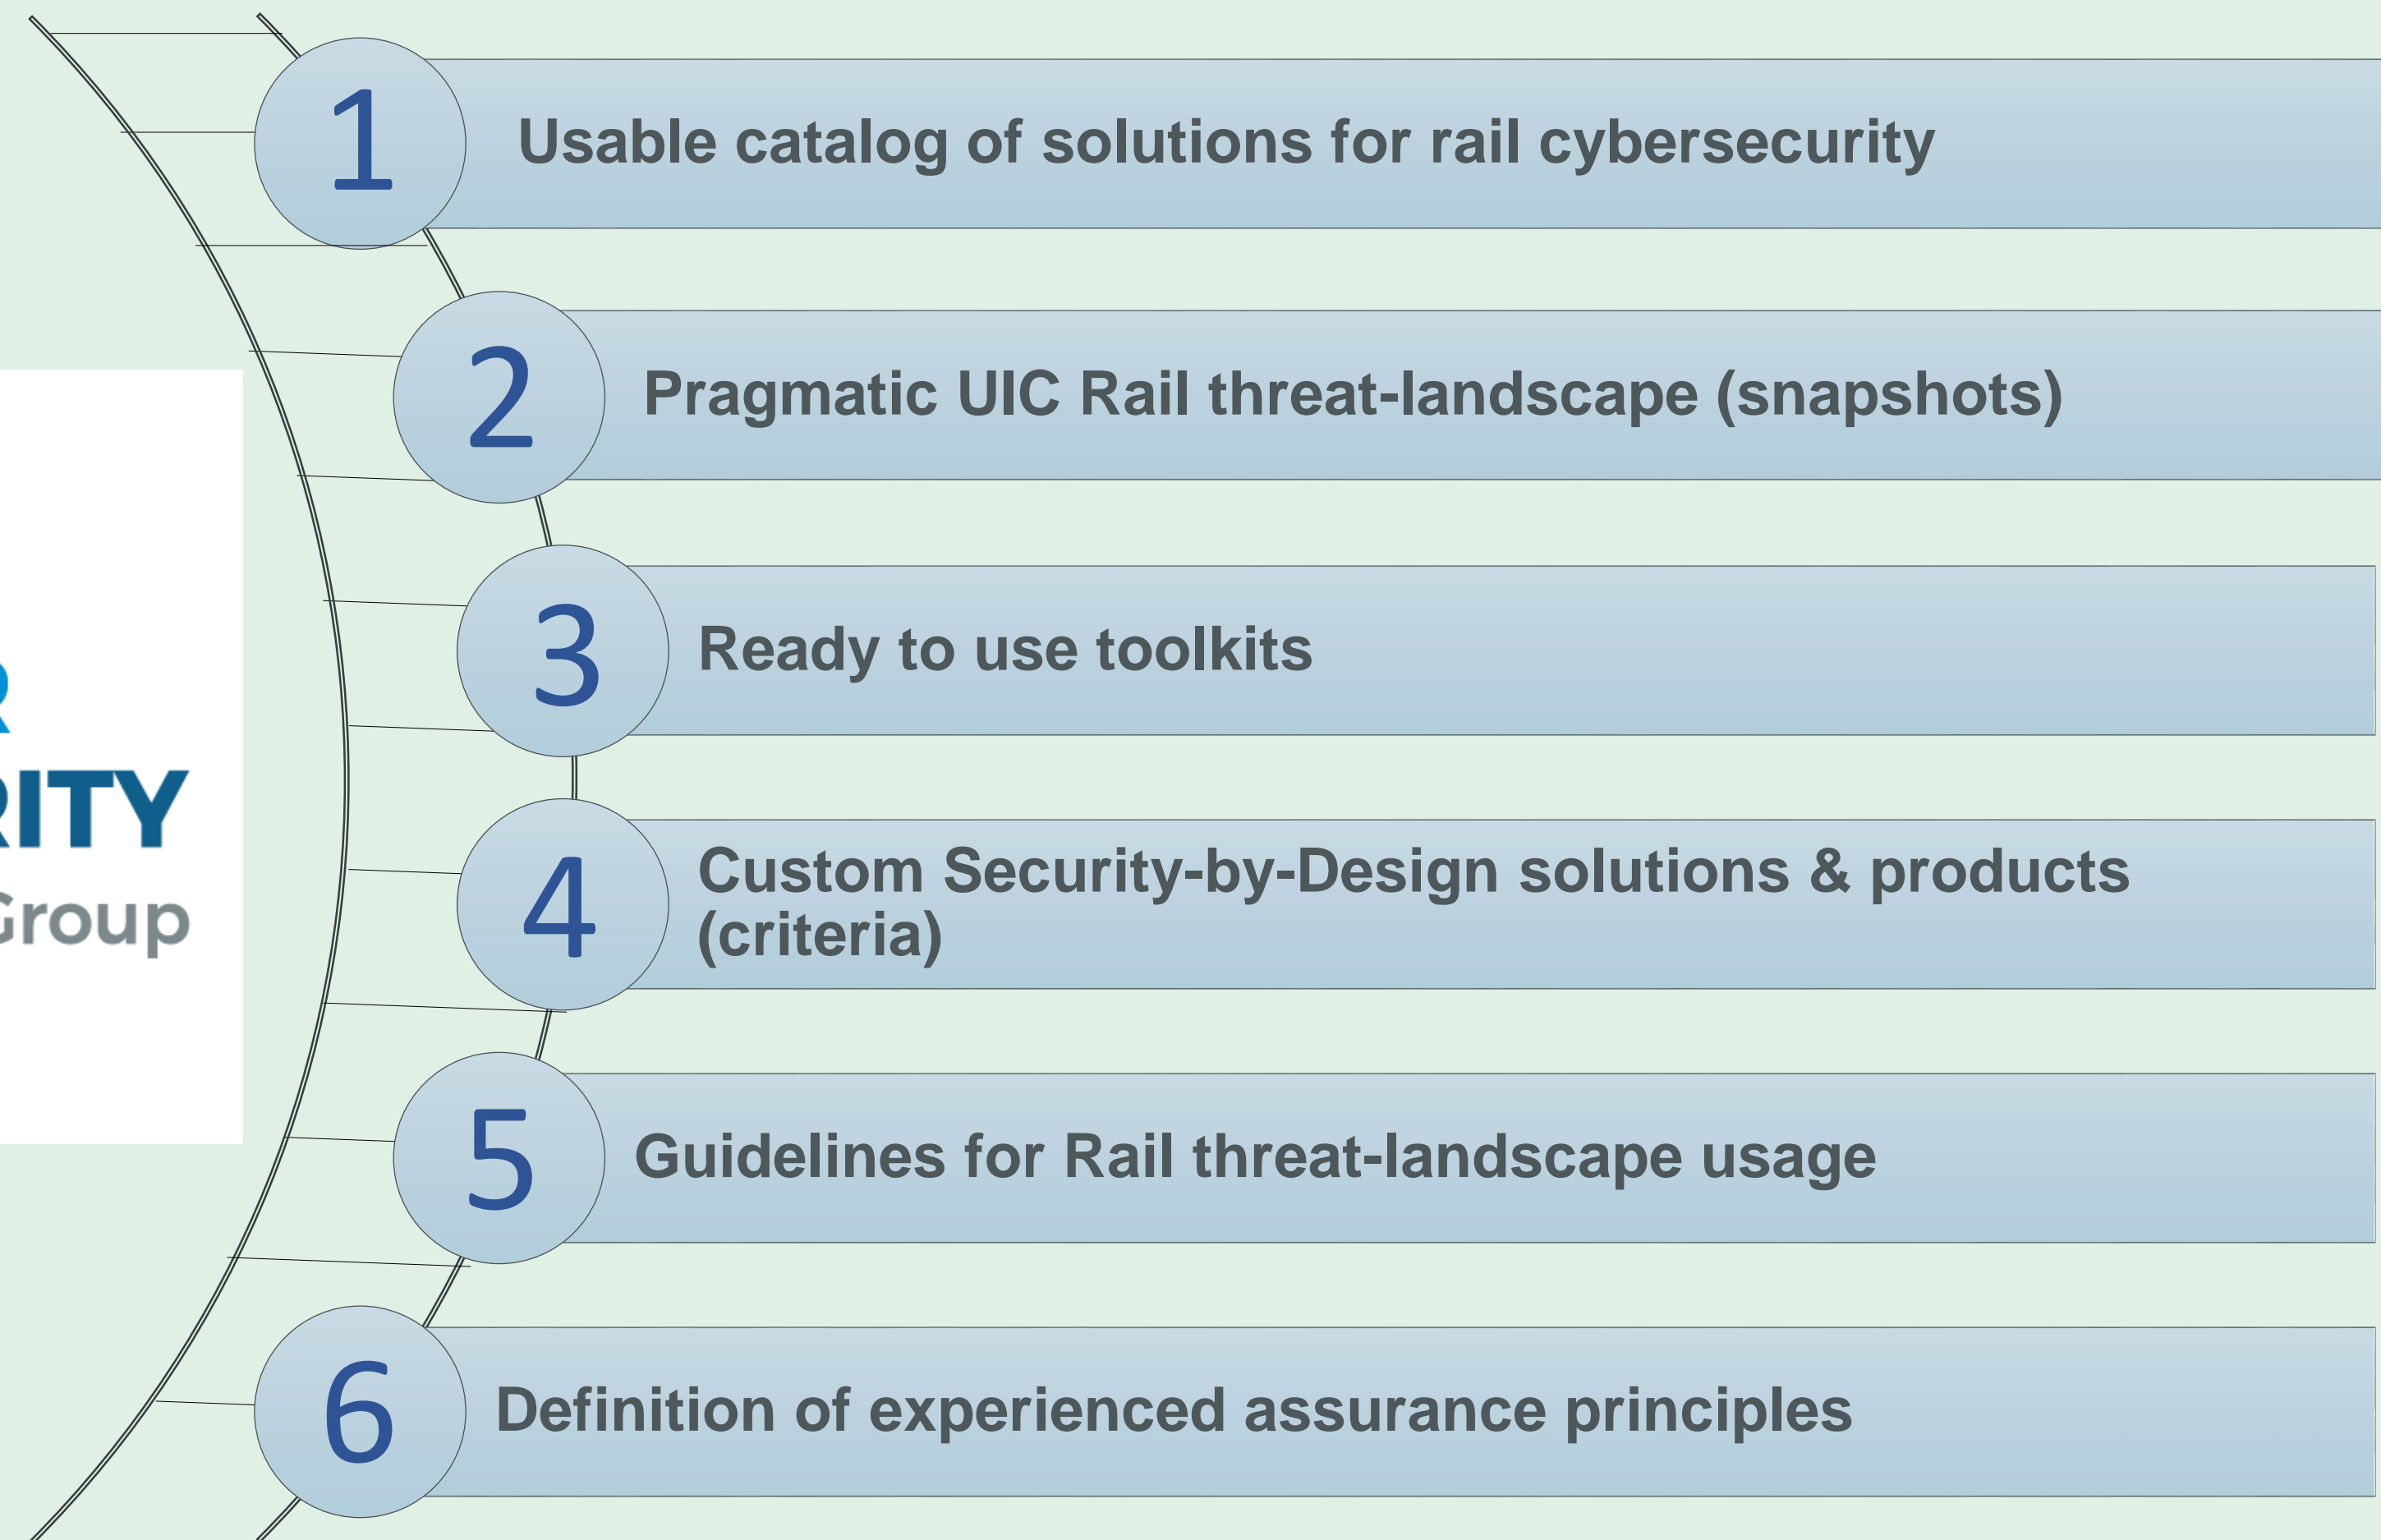 1
Usable catalog of solutions for rail cybersecurity
2
Pragmatic UIC Rail threat-landscape (snapshots)
3
Ready to use toolkits
4
Custom Security-by-Design solutions & products
(criteria)
5
Guidelines for Rail threat-landscape usage
6
Definition of experienced assurance principles